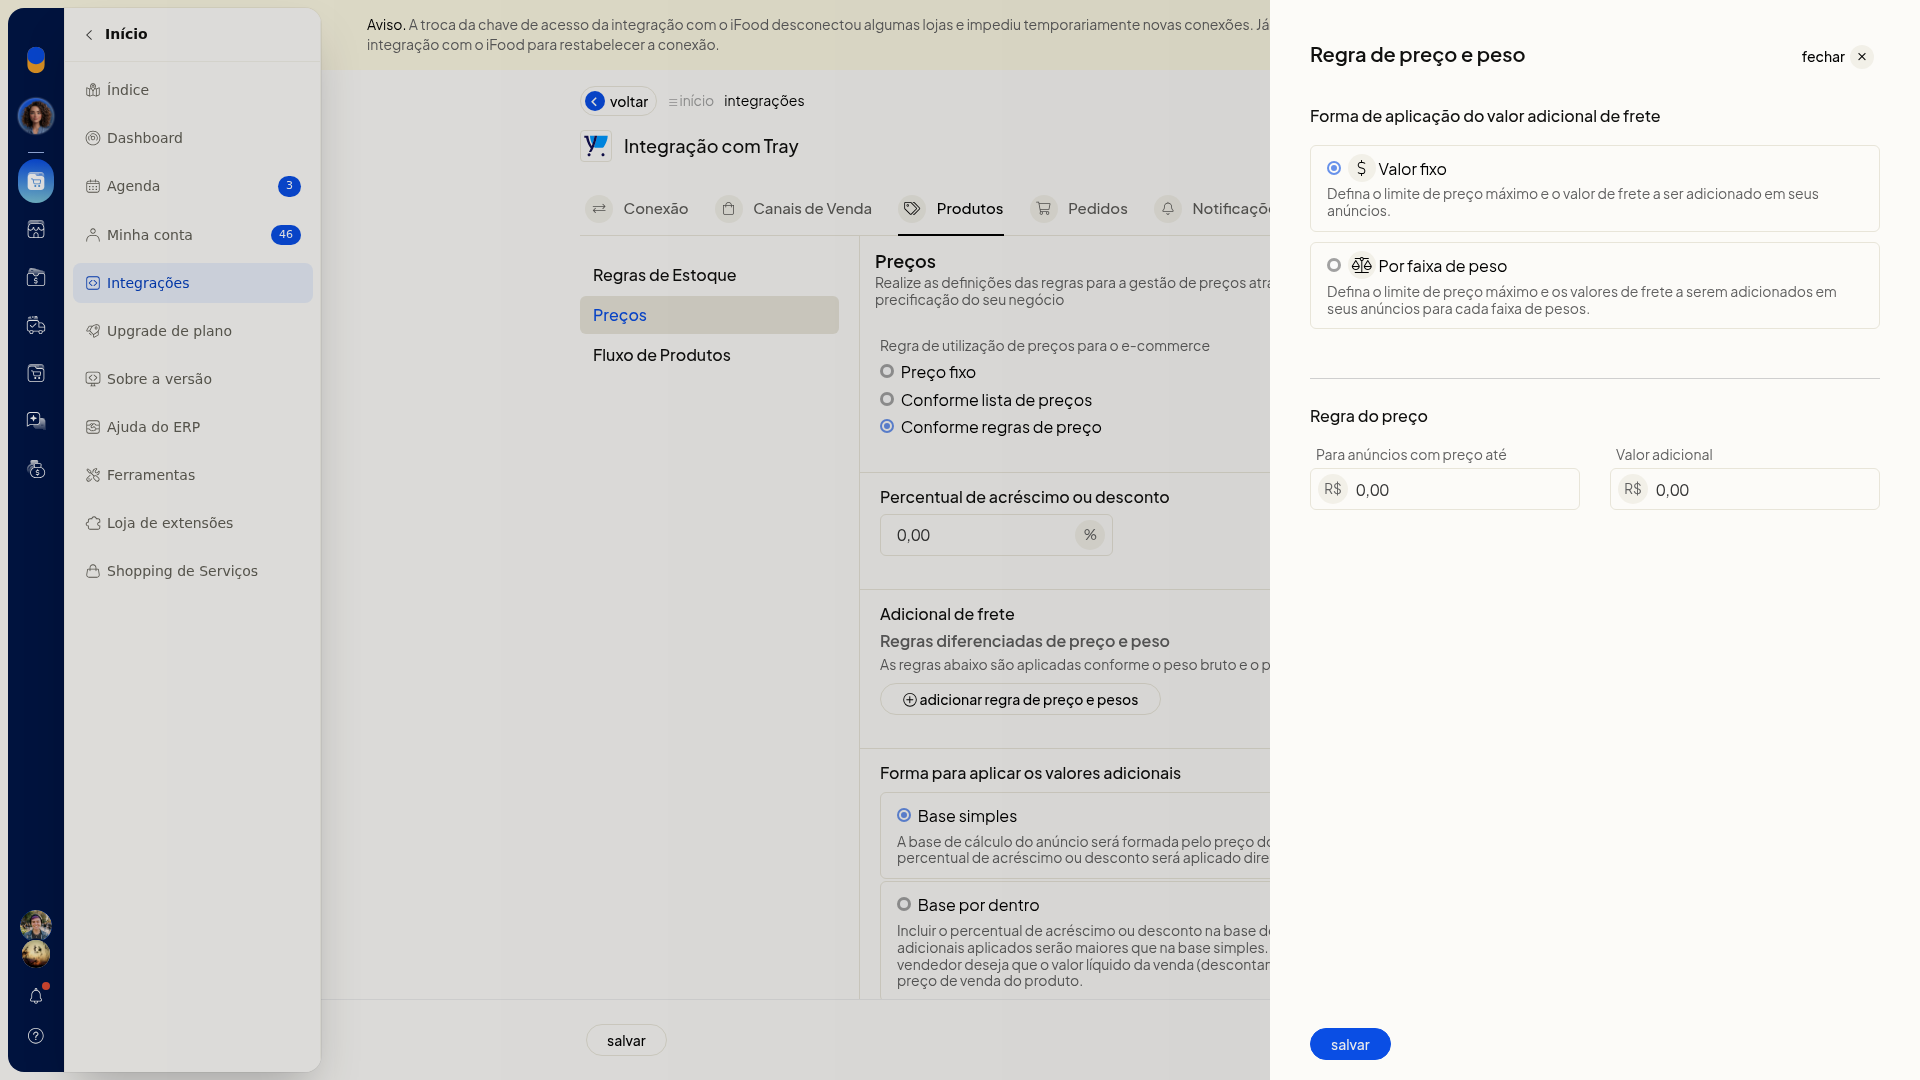 Início
Índice
Dashboard
Agenda
3
Minha conta
46
Integrações
Upgrade de plano
Sobre a versão
Ajuda do ERP
Ferramentas
Loja de extensões
Shopping de Serviços
Aviso. A troca da chave de acesso da integração com o iFood desconectou algumas lojas e impediu temporariamente novas conexões. Já
integração com o iFood para restabelecer a conexão.
voltar
início
integrações
Integração com Tray
Conexão
Canais de Venda
Produtos
Pedidos
Notificaçõ
Regras de Estoque
Preços
Fluxo de Produtos
Preços
Realize as definições das regras para a gestão de preços atra
precificação do seu negócio
Regra de utilização de preços para o e-commerce
Preço fixo
Conforme lista de preços
Conforme regras de preço
Percentual de acréscimo ou desconto
0,00 %
Adicional de frete
Regras diferenciadas de preço e peso
As regras abaixo são aplicadas conforme o peso bruto e o p
adicionar regra de preço e pesos
Forma para aplicar os valores adicionais
Base simples
A base de cálculo do anúncio será formada pelo preço do
percentual de acréscimo ou desconto será aplicado dire
Base por dentro
Incluir o percentual de acréscimo ou desconto na base de
adicionais aplicados serão maiores que na base simples.
vendedor deseja que o valor líquido da venda (descontan
preço de venda do produto.
salvar
Regra de preço e peso
fechar
Forma de aplicação do valor adicional de frete
$ Valor fixo
Defina o limite de preço máximo e o valor de frete a ser adicionado em seus
anúncios.
Por faixa de peso
Defina o limite de preço máximo e os valores de frete a serem adicionados em
seus anúncios para cada faixa de pesos.
Regra do preço
Para anúncios com preço até
R$ 0,00
Valor adicional
R$ 0,00
salvar